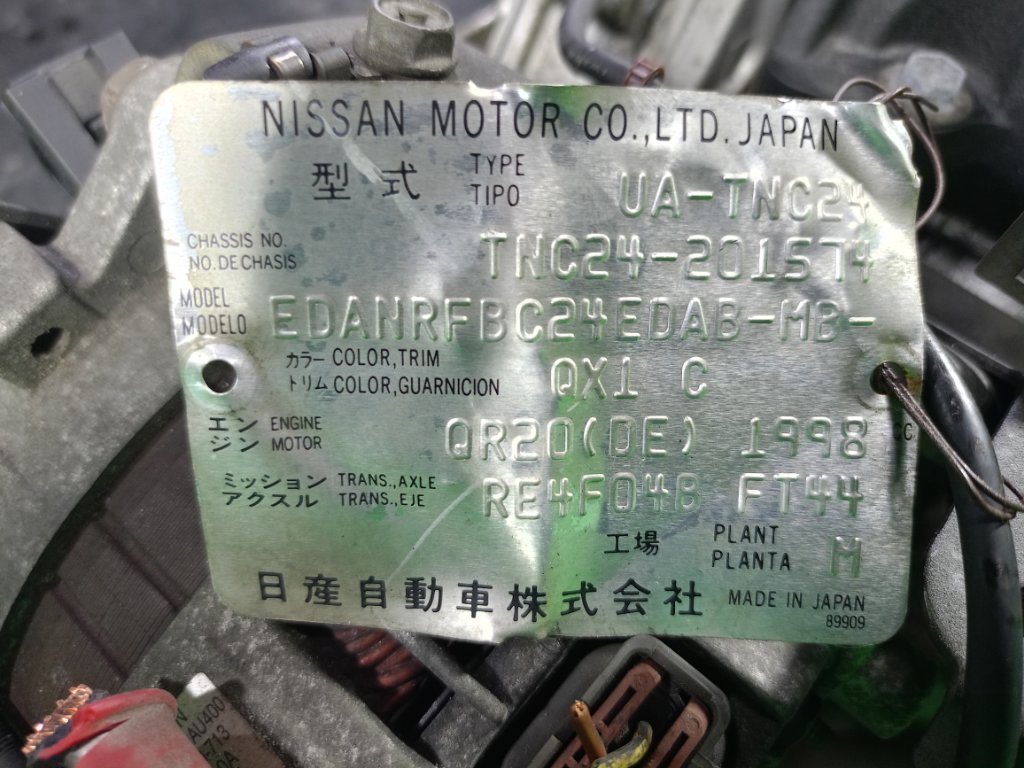 NISSAN MOTOR CO.,LTD. JAPAN
型式 TYPE TIPO UA-TNC24
CHASSIS NO. NO. DE CHASIS TNC24-201574
MODEL MODELO EDANRFBC24EDAB-MB-
カラー COLOR,TRIM
トリム COLOR,GUARNICION QX1 C
エンジン ENGINE MOTOR QR20(DE) 1998 CC
ミッション TRANS.,AXLE
アクスル TRANS.,EJE RE4F04B FT44
工場 PLANT PLANTA M
日産自動車株式会社 MADE IN JAPAN
89909
AU400
713